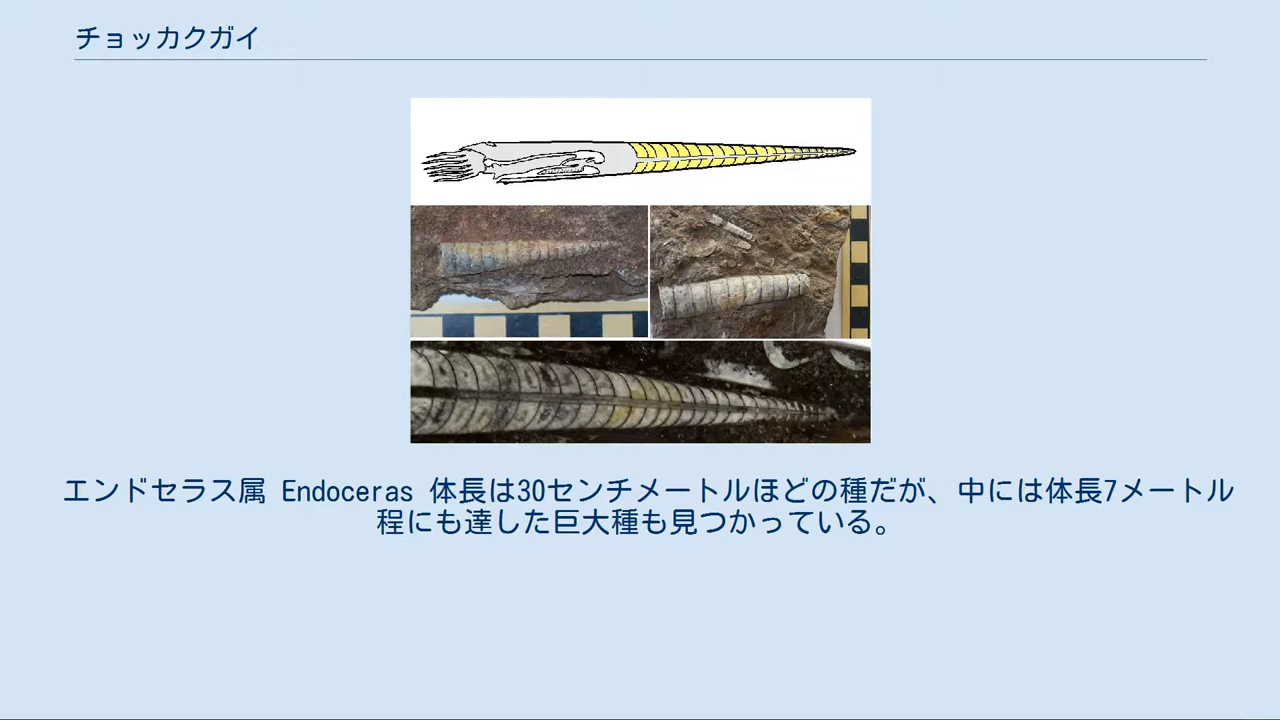 チョッカクガイ
エンドセラス属 Endoceras 体長は30センチメートルほどの種だが、中には体長7メートル
程にも達した巨大種も見つかっている。